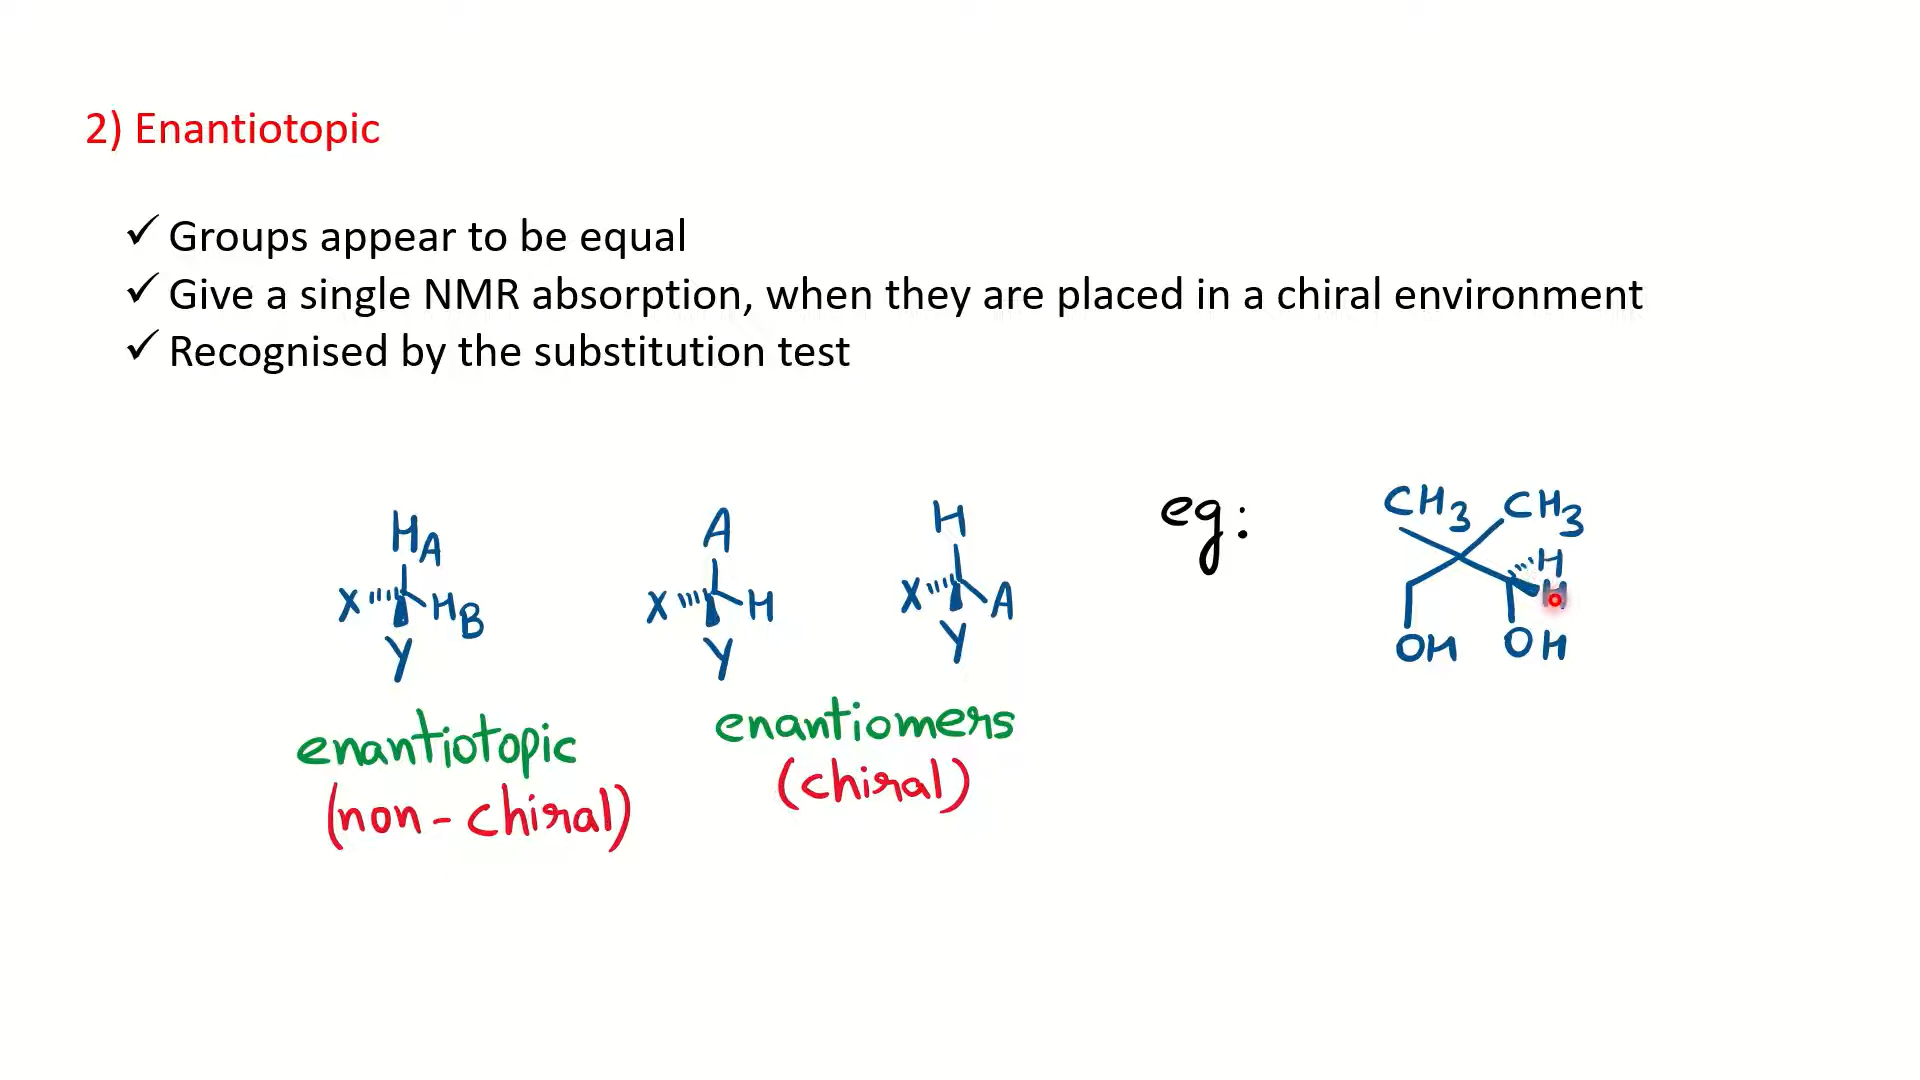 2) Enantiotopic
✓ Groups appear to be equal
✓ Give a single NMR absorption, when they are placed in a chiral environment
✓ Recognised by the substitution test
eg:
HA
X HB
Y
A
X H
Y
H
X A
Y
CH3 CH3
H
H
OH OH
enantiotopic
(non-chiral)
enantiomers
(chiral)